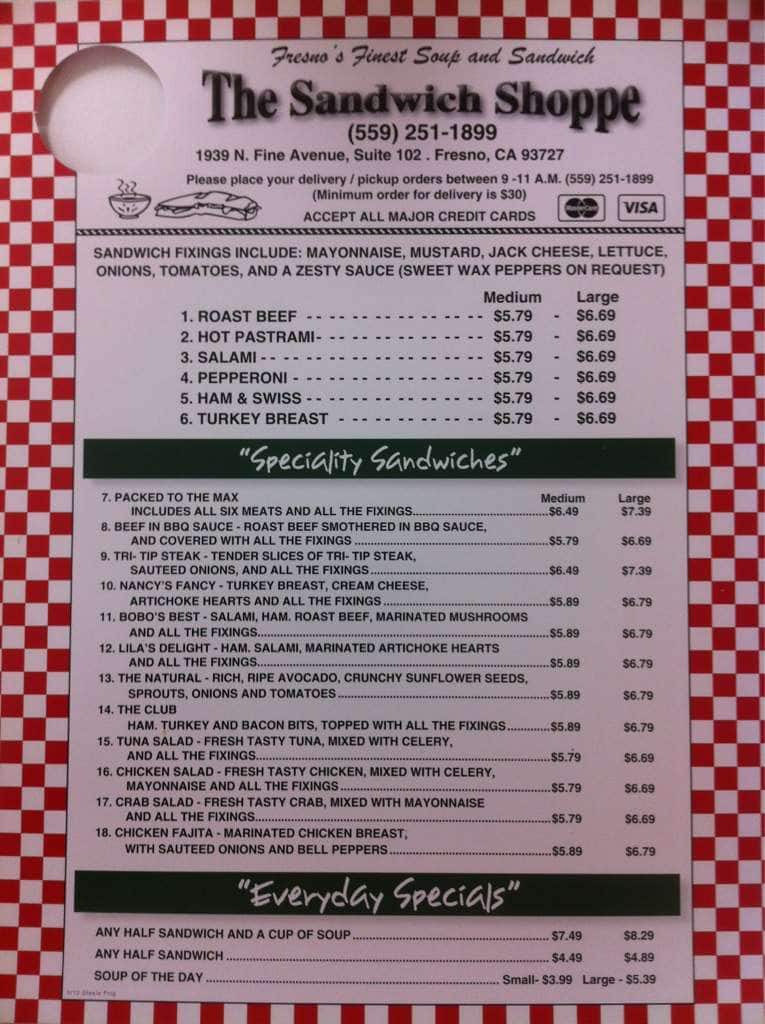 Fresno's Finest Soup and Sandwich
The Sandwich Shoppe
(559) 251-1899
1939 N. Fine Avenue, Suite 102 . Fresno, CA 93727
Please place your delivery / pickup orders between 9 -11 A.M. (559) 251-1899
(Minimum order for delivery is $30)
ACCEPT ALL MAJOR CREDIT CARDS MasterCard VISA
SANDWICH FIXINGS INCLUDE: MAYONNAISE, MUSTARD, JACK CHEESE, LETTUCE,
ONIONS, TOMATOES, AND A ZESTY SAUCE (SWEET WAX PEPPERS ON REQUEST)
Medium Large
1. ROAST BEEF - - - - - - - - - - - - - - - - $5.79 - $6.69
2. HOT PASTRAMI- - - - - - - - - - - - - - - $5.79 - $6.69
3. SALAMI - - - - - - - - - - - - - - - - - - - - $5.79 - $6.69
4. PEPPERONI - - - - - - - - - - - - - - - - - $5.79 - $6.69
5. HAM & SWISS - - - - - - - - - - - - - - - - $5.79 - $6.69
6. TURKEY BREAST - - - - - - - - - - - - - $5.79 - $6.69
"Speciality Sandwiches"
7. PACKED TO THE MAX Medium Large
INCLUDES ALL SIX MEATS AND ALL THE FIXINGS....................................$6.49 $7.39
8. BEEF IN BBQ SAUCE - ROAST BEEF SMOTHERED IN BBQ SAUCE,
AND COVERED WITH ALL THE FIXINGS ....................................................$5.79 $6.69
9. TRI- TIP STEAK - TENDER SLICES OF TRI- TIP STEAK,
SAUTEED ONIONS, AND ALL THE FIXINGS................................................$6.49 $7.39
10. NANCY'S FANCY - TURKEY BREAST, CREAM CHEESE,
ARTICHOKE HEARTS AND ALL THE FIXINGS .............................................$5.89 $6.79
11. BOBO'S BEST - SALAMI, HAM. ROAST BEEF, MARINATED MUSHROOMS
AND ALL THE FIXINGS...............................................................................$5.89 $6.79
12. LILA'S DELIGHT - HAM. SALAMI, MARINATED ARTICHOKE HEARTS
AND ALL THE FIXINGS...............................................................................$5.89 $6.79
13. THE NATURAL - RICH, RIPE AVOCADO, CRUNCHY SUNFLOWER SEEDS,
SPROUTS, ONIONS AND TOMATOES ........................................................$5.89 $6.79
14. THE CLUB
HAM. TURKEY AND BACON BITS, TOPPED WITH ALL THE FIXINGS............$5.89 $6.79
15. TUNA SALAD - FRESH TASTY TUNA, MIXED WITH CELERY,
AND ALL THE FIXINGS...............................................................................$5.79 $6.69
16. CHICKEN SALAD - FRESH TASTY CHICKEN, MIXED WITH CELERY,
MAYONNAISE AND ALL THE FIXINGS ........................................................$5.79 $6.69
17. CRAB SALAD - FRESH TASTY CRAB, MIXED WITH MAYONNAISE
AND ALL THE FIXINGS...............................................................................$5.79 $6.69
18. CHICKEN FAJITA - MARINATED CHICKEN BREAST,
WITH SAUTEED ONIONS AND BELL PEPPERS...........................................$5.89 $6.79
"Everyday Specials"
ANY HALF SANDWICH AND A CUP OF SOUP.................................................. $7.49 $8.29
ANY HALF SANDWICH ................................................................................. $4.49 $4.89
SOUP OF THE DAY .......................................................................... Small- $3.99 Large - $5.39